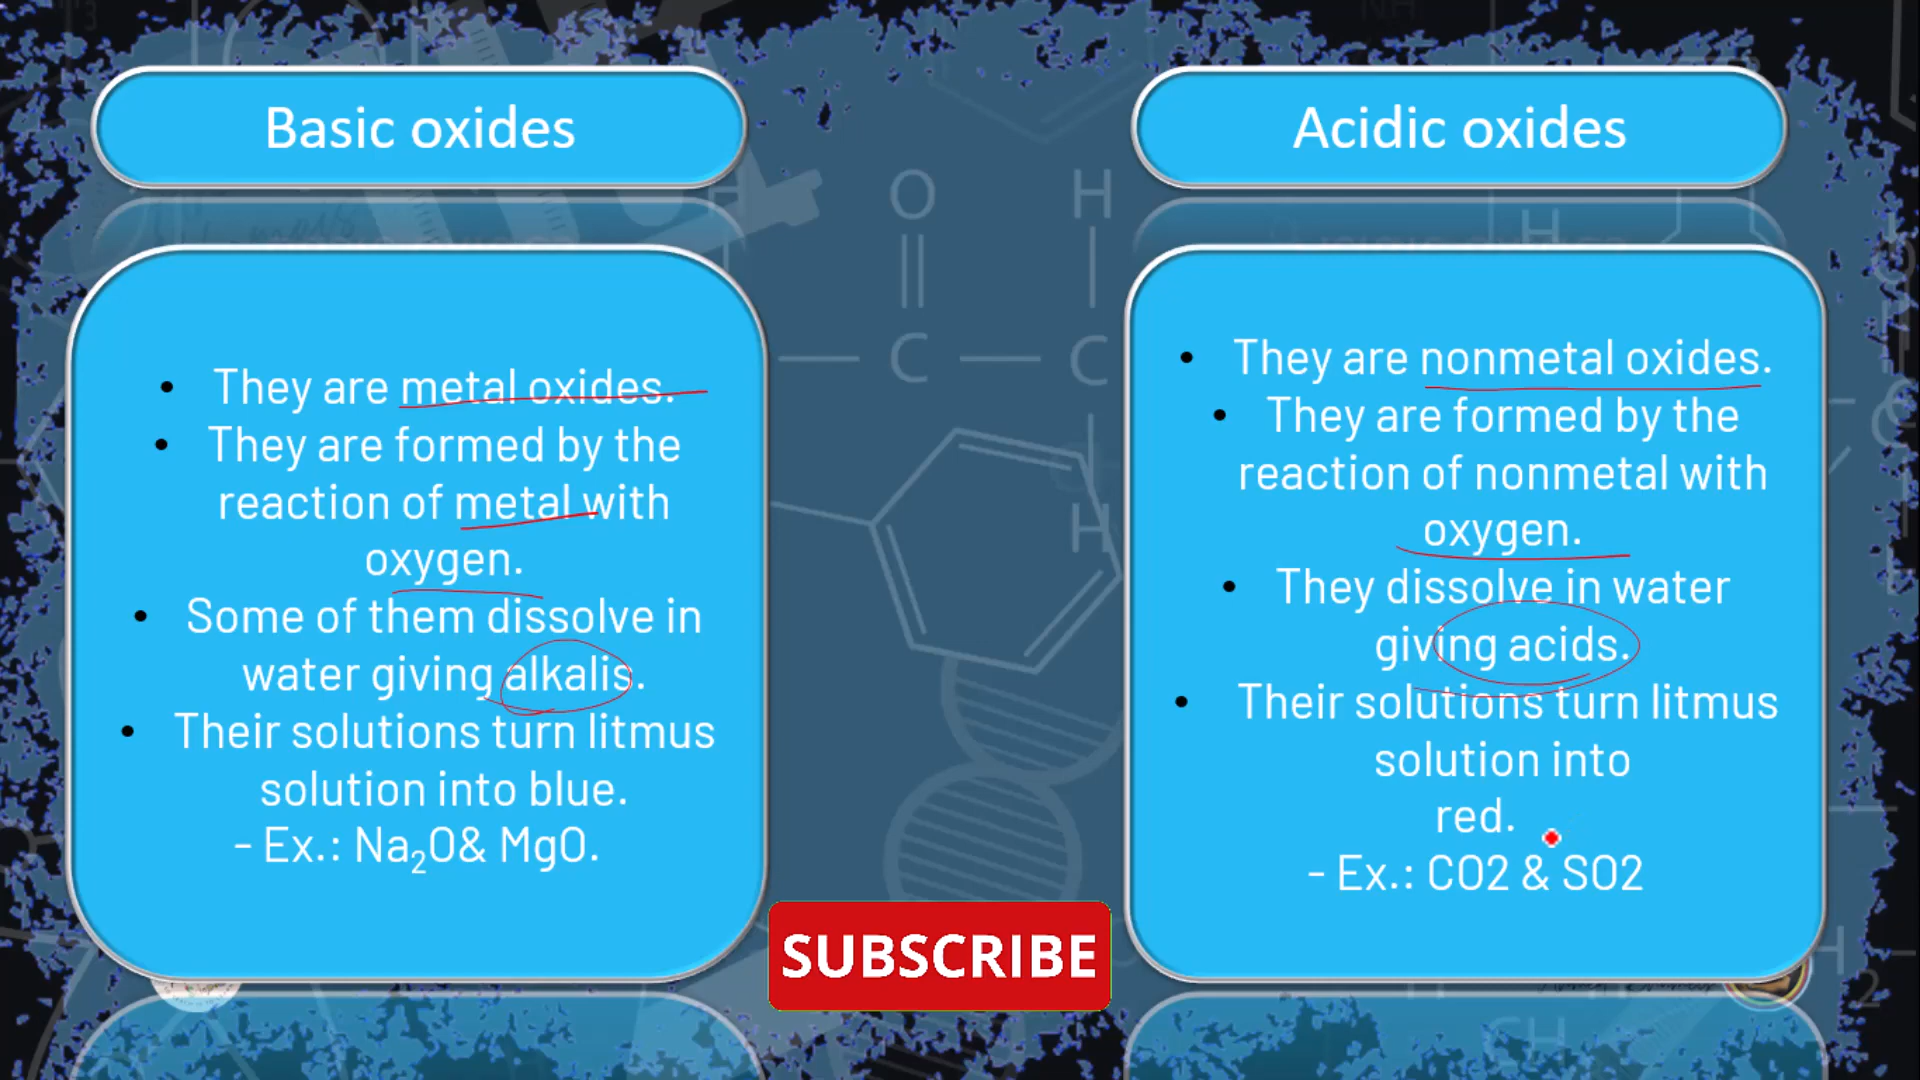 Basic oxides
• They are metal oxides.
• They are formed by the
reaction of metal with
oxygen.
• Some of them dissolve in
water giving alkalis.
• Their solutions turn litmus
solution into blue.
- Ex.: Na₂O& MgO.
Acidic oxides
• They are nonmetal oxides.
• They are formed by the
reaction of nonmetal with
oxygen.
• They dissolve in water
giving acids.
• Their solutions turn litmus
solution into
red.
- Ex.: CO2 & SO2
O
H
C
C
H
H
SUBSCRIBE